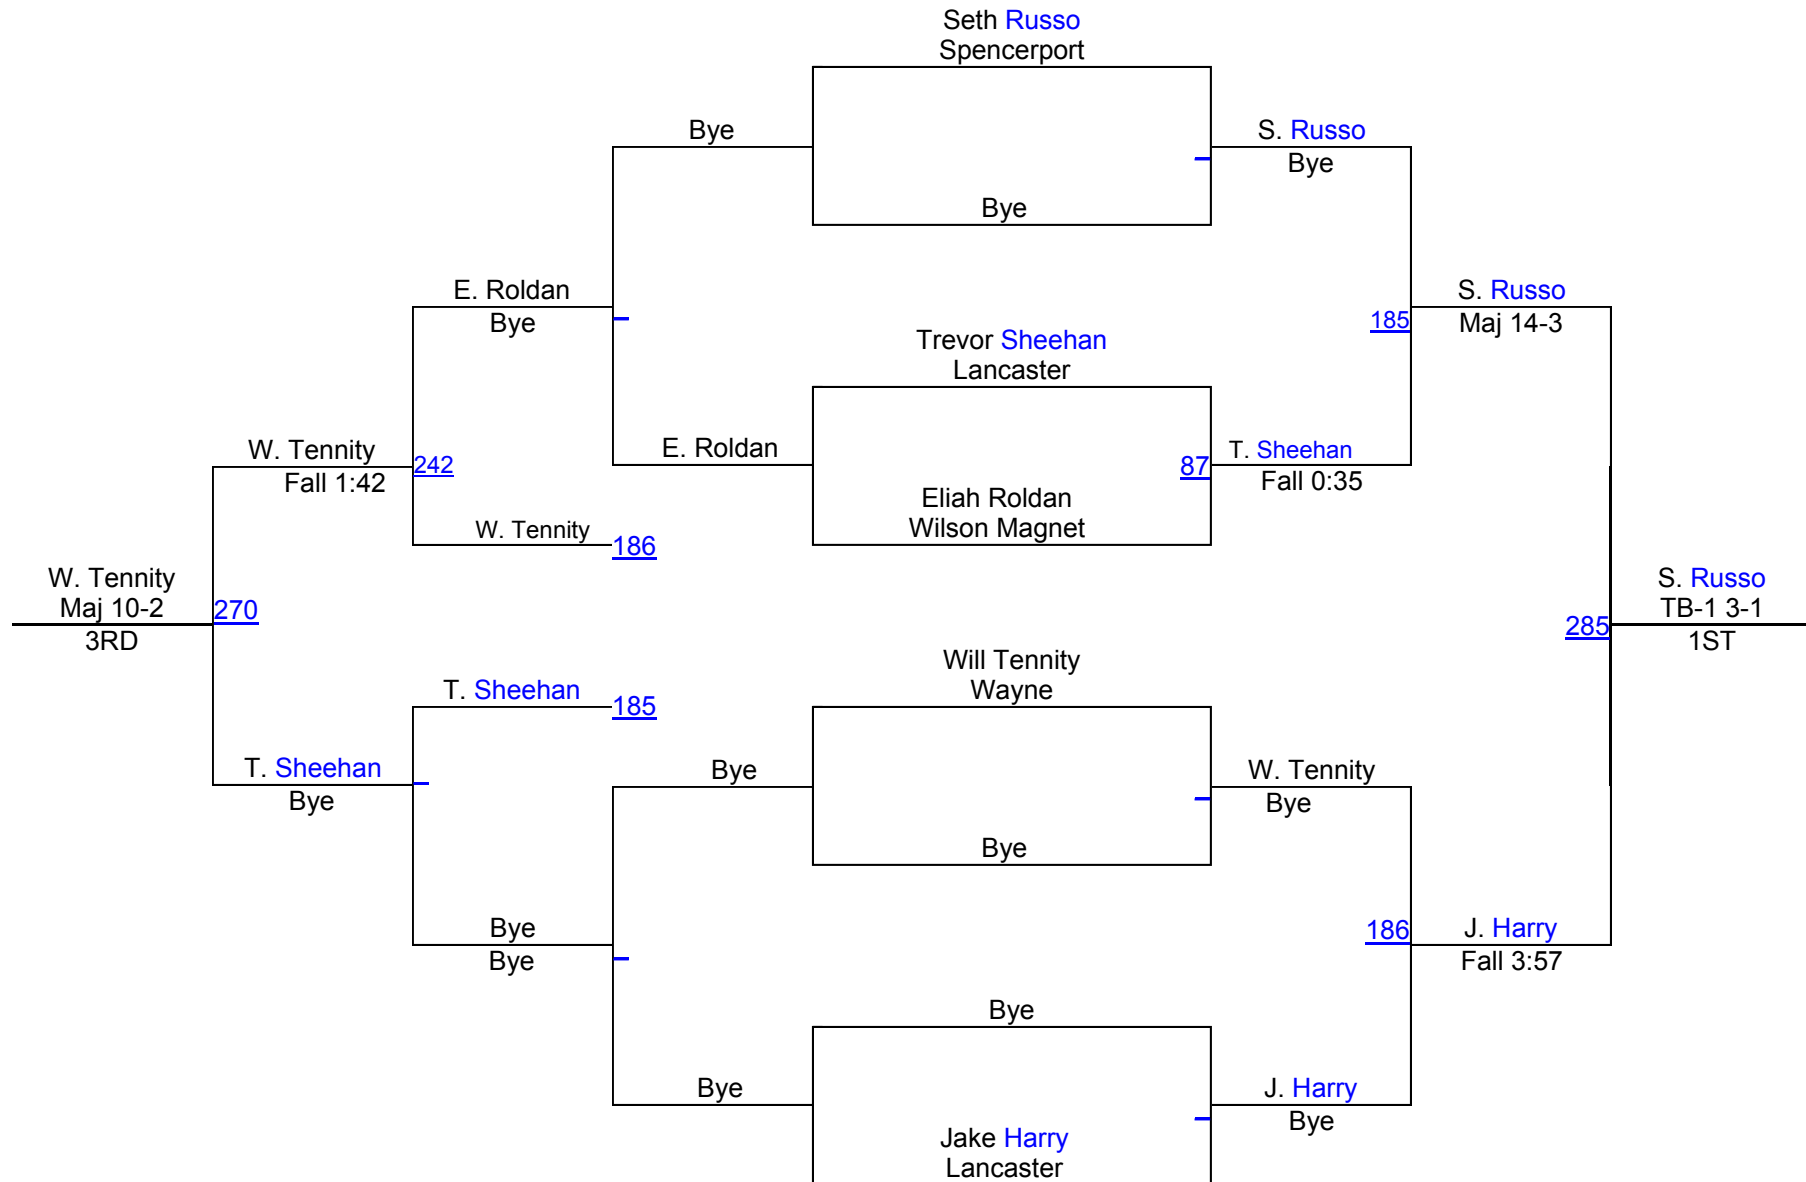 Seth Russo
Spencerport
Bye
S. Russo
Bye
Bye
E. Roldan
Bye
S. Russo
185
Maj 14-3
Trevor Sheehan
Lancaster
W. Tennity
242
Fall 1:42
E. Roldan
87
T. Sheehan
Fall 0:35
Eliah Roldan
Wilson Magnet
W. Tennity
186
W. Tennity
Maj 10-2
270
3RD
S. Russo
TB-1 3-1
285
1ST
Will Tennity
Wayne
T. Sheehan
185
T. Sheehan
Bye
Bye
W. Tennity
Bye
Bye
Bye
Bye
186
J. Harry
Fall 3:57
Bye
Bye
J. Harry
Bye
Jake Harry
Lancaster